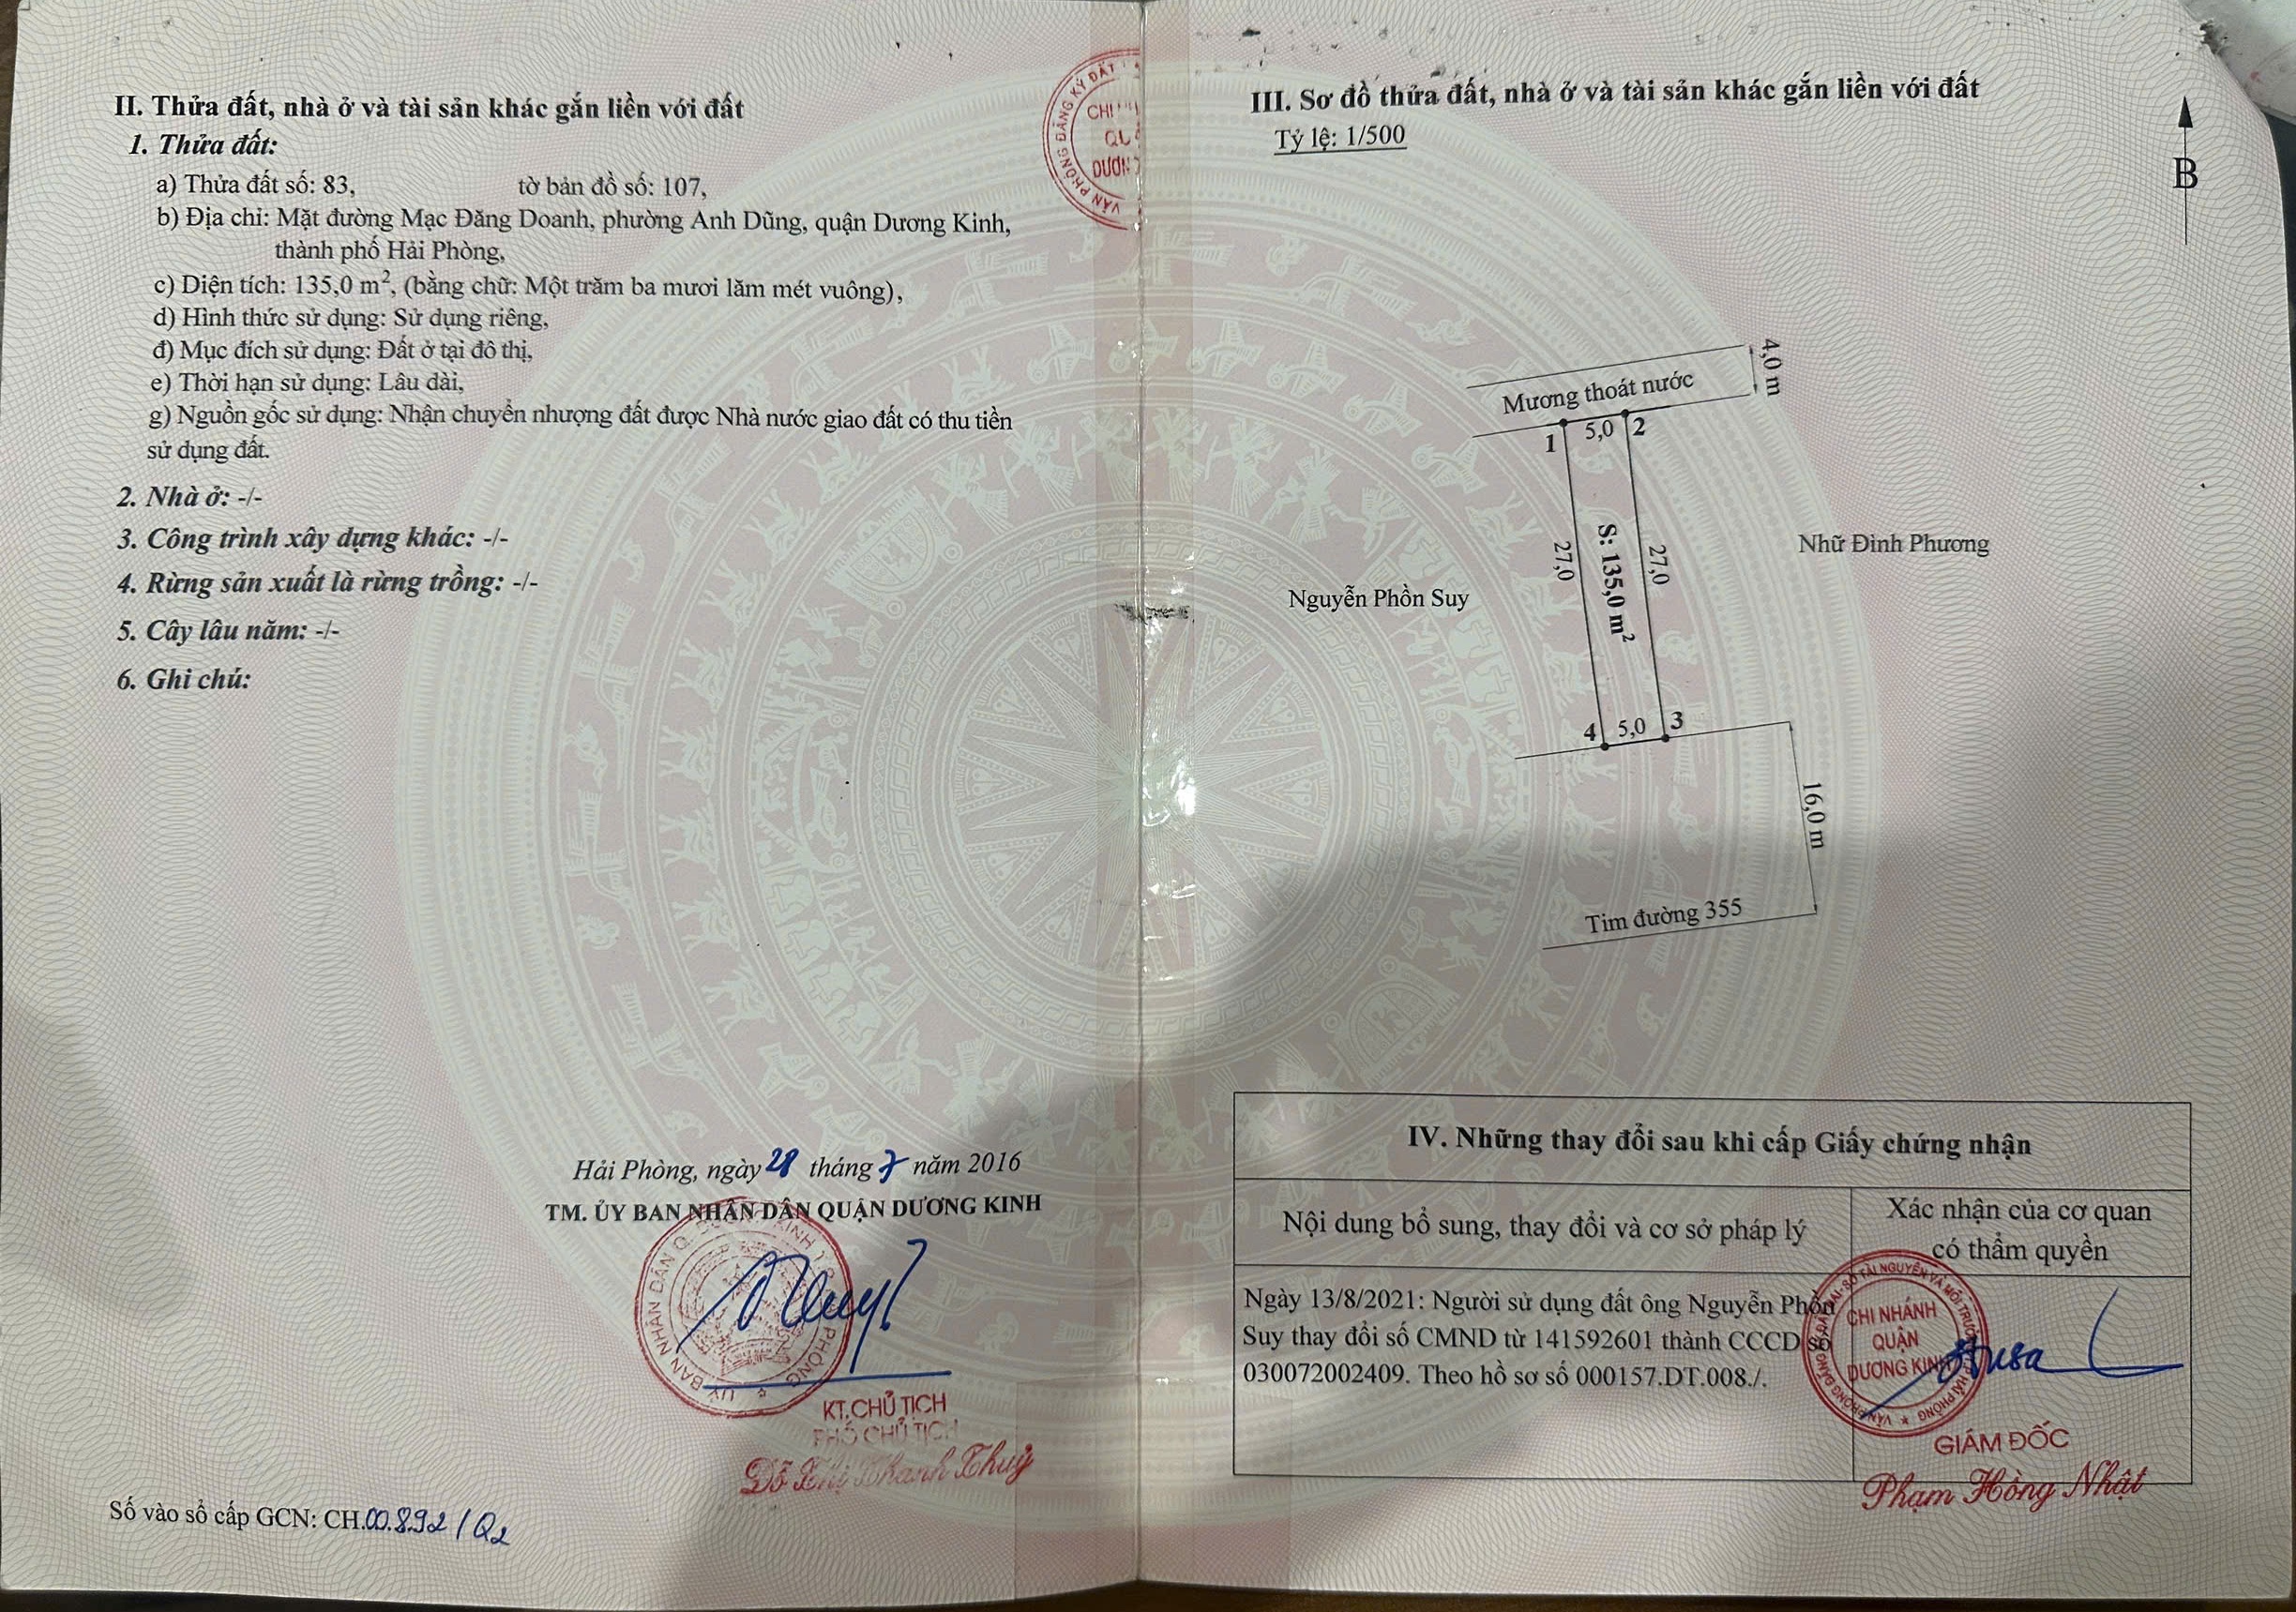 II. Thửa đất, nhà ở và tài sản khác gắn liền với đất
1. Thửa đất:
a) Thửa đất số: 83, tờ bản đồ số: 107,
b) Địa chỉ: Mặt đường Mạc Đăng Doanh, phường Anh Dũng, quận Dương Kinh,
thành phố Hải Phòng,
c) Diện tích: 135,0 m², (bằng chữ: Một trăm ba mươi lăm mét vuông),
d) Hình thức sử dụng: Sử dụng riêng,
đ) Mục đích sử dụng: Đất ở tại đô thị,
e) Thời hạn sử dụng: Lâu dài,
g) Nguồn gốc sử dụng: Nhận chuyển nhượng đất được Nhà nước giao đất có thu tiền
sử dụng đất.
2. Nhà ở: -/-
3. Công trình xây dựng khác: -/-
4. Rừng sản xuất là rừng trồng: -/-
5. Cây lâu năm: -/-
6. Ghi chú:
Hải Phòng, ngày 28 tháng 7 năm 2016
TM. ỦY BAN NHÂN DÂN QUẬN DƯƠNG KINH
KT. CHỦ TỊCH
PHÓ CHỦ TỊCH
Đỗ Thị Thanh Thuỷ
Số vào sổ cấp GCN: CH.00.892/Q2
VĂN PHÒNG ĐĂNG KÝ ĐẤT
III. Sơ đồ thửa đất, nhà ở và tài sản khác gắn liền với đất
Tỷ lệ: 1/500
B
4,0 m
Mương thoát nước
1 5,0 2
27,0
S: 135,0 m²
27,0
Nhữ Đình Phương
Nguyễn Phồn Suy
4 5,0 3
16,0 m
Tim đường 355
IV. Những thay đổi sau khi cấp Giấy chứng nhận
Nội dung bổ sung, thay đổi và cơ sở pháp lý
Xác nhận của cơ quan
có thẩm quyền
Ngày 13/8/2021: Người sử dụng đất ông Nguyễn Phồn
Suy thay đổi số CMND từ 141592601 thành CCCD số
030072002409. Theo hồ sơ số 000157.DT.008./.
CHI NHÁNH
QUẬN
DƯƠNG KINH
GIÁM ĐỐC
Phạm Hồng Nhật